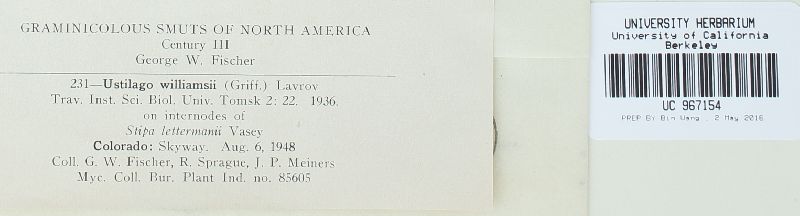 GRAMINICOLOUS SMUTS OF NORTH AMERICA
Century III
George W. Fischer
231—Ustilago williamsii (Griff.) Lavrov
Trav. Inst. Sci. Biol. Univ. Tomsk 2: 22. 1936.
on internodes of
Stipa lettermanii Vasey
Colorado: Skyway. Aug. 6, 1948
Coll. G. W. Fischer, R. Sprague, J. P. Meiners
Myc. Coll. Bur. Plant Ind. no. 85605
UNIVERSITY HERBARIUM
University of California
Berkeley
UC 967154
PREP BY Bin Wang , 2 May 2016